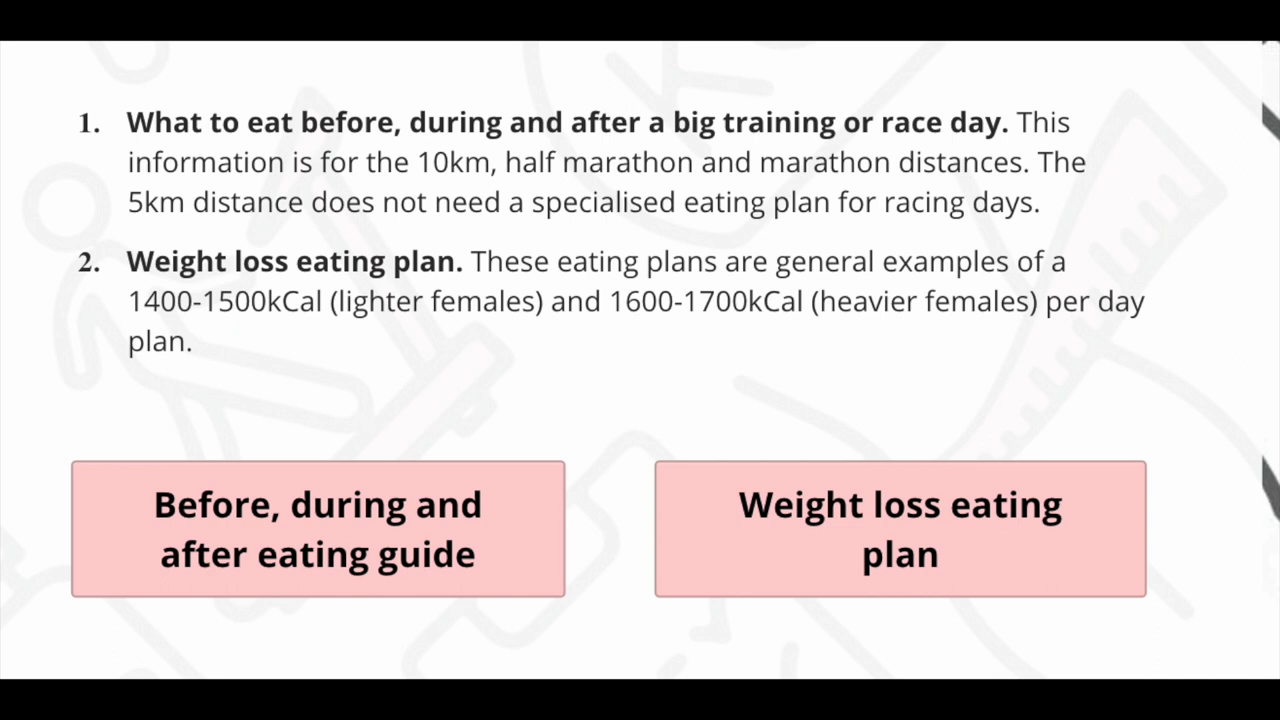 1. What to eat before, during and after a big training or race day. This
information is for the 10km, half marathon and marathon distances. The
5km distance does not need a specialised eating plan for racing days.
2. Weight loss eating plan. These eating plans are general examples of a
1400-1500kCal (lighter females) and 1600-1700kCal (heavier females) per day
plan.
Before, during and
after eating guide
Weight loss eating
plan